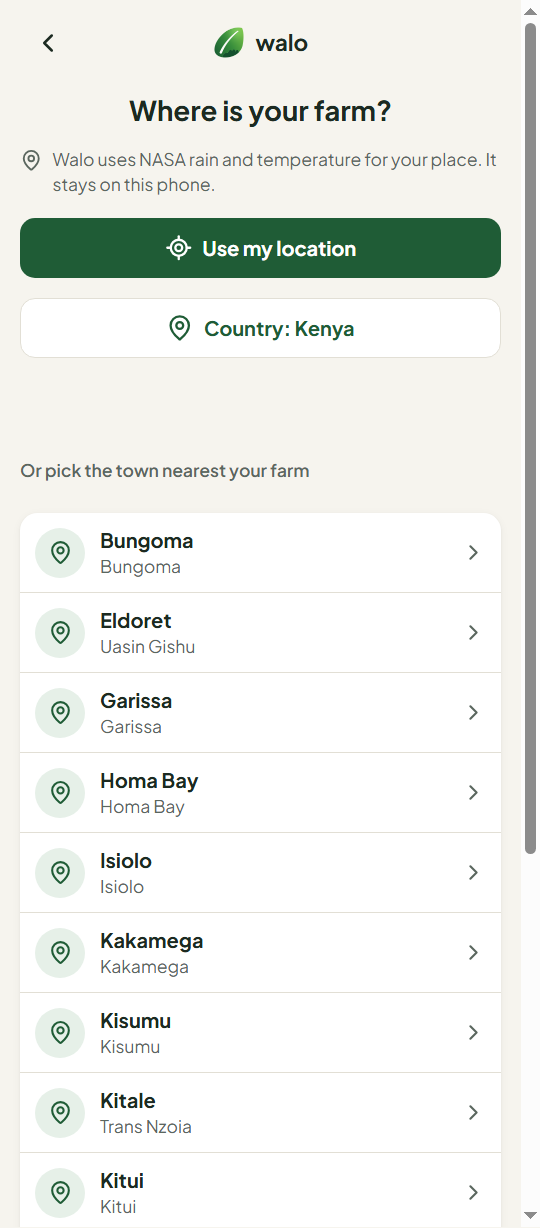 walo
Where is your farm?
Walo uses NASA rain and temperature for your place. It
stays on this phone.
Use my location
Country: Kenya
Or pick the town nearest your farm
Bungoma
Bungoma
Eldoret
Uasin Gishu
Garissa
Garissa
Homa Bay
Homa Bay
Isiolo
Isiolo
Kakamega
Kakamega
Kisumu
Kisumu
Kitale
Trans Nzoia
Kitui
Kitui